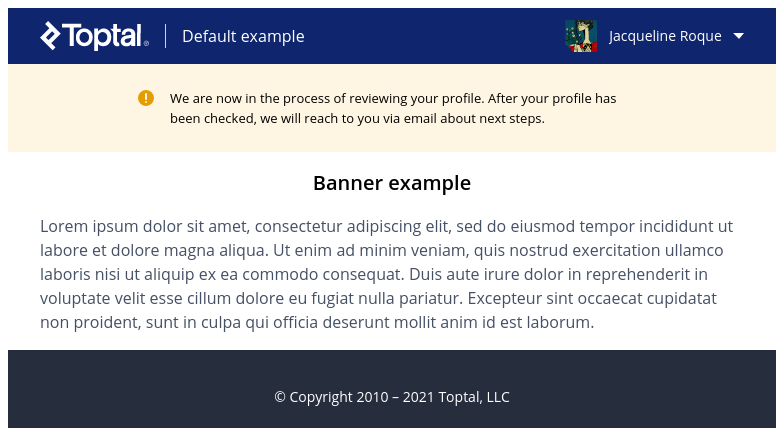 Toptal® Default example Jacqueline Roque
We are now in the process of reviewing your profile. After your profile has
been checked, we will reach to you via email about next steps.
Banner example
Lorem ipsum dolor sit amet, consectetur adipiscing elit, sed do eiusmod tempor incididunt ut
labore et dolore magna aliqua. Ut enim ad minim veniam, quis nostrud exercitation ullamco
laboris nisi ut aliquip ex ea commodo consequat. Duis aute irure dolor in reprehenderit in
voluptate velit esse cillum dolore eu fugiat nulla pariatur. Excepteur sint occaecat cupidatat
non proident, sunt in culpa qui officia deserunt mollit anim id est laborum.
© Copyright 2010 – 2021 Toptal, LLC